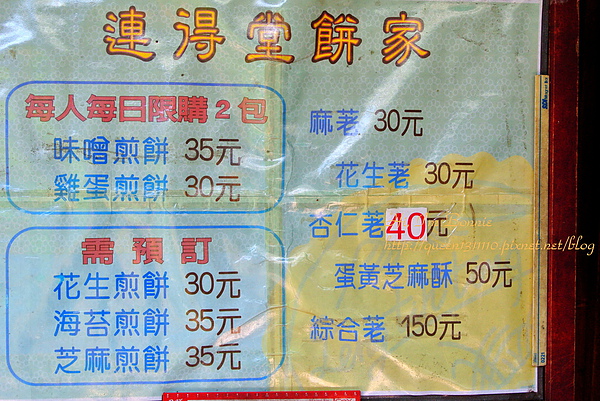 連得堂餅家
每人每日限購2包
味噌煎餅 35元
雞蛋煎餅 30元
需預訂
花生煎餅 30元
海苔煎餅 35元
芝麻煎餅 35元
麻荖 30元
花生荖 30元
杏仁荖 40元
http://queen131110.pixnet.net/blog
蛋黃芝麻酥 50元
綜合荖 150元